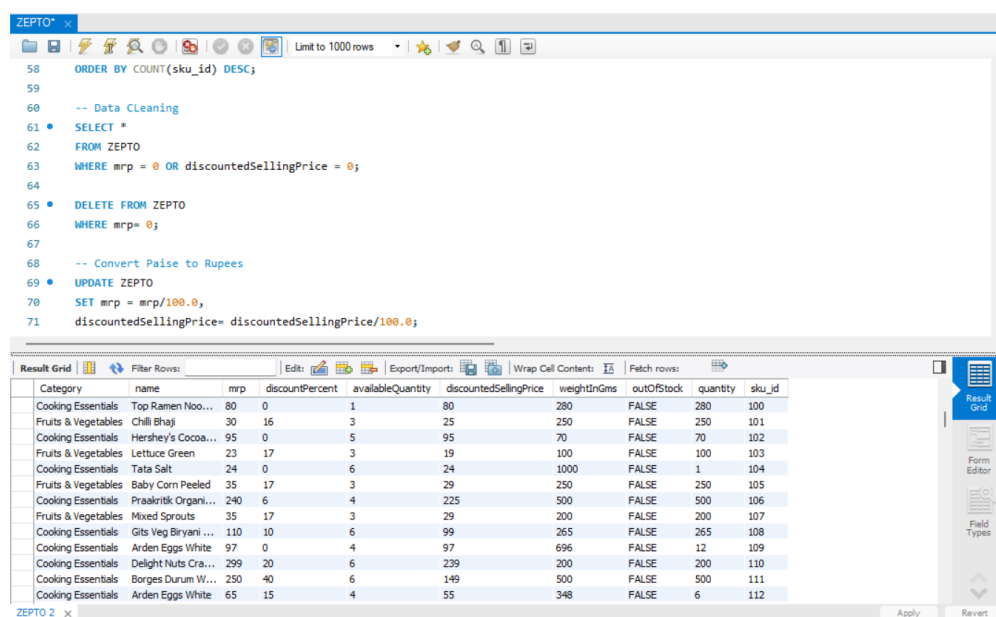 ZEPTO*
Limit to 1000 rows
58 ORDER BY COUNT(sku_id) DESC;
59
60 -- Data CLeaning
61 SELECT *
62 FROM ZEPTO
63 WHERE mrp = 0 OR discountedSellingPrice = 0;
64
65 DELETE FROM ZEPTO
66 WHERE mrp= 0;
67
68 -- Convert Paise to Rupees
69 UPDATE ZEPTO
70 SET mrp = mrp/100.0,
71 discountedSellingPrice= discountedSellingPrice/100.0;
Result Grid Filter Rows: Edit: Export/Import: Wrap Cell Content: Fetch rows:
Category name mrp discountPercent availableQuantity discountedSellingPrice weightInGms outOfStock quantity sku_id
Cooking Essentials Top Ramen Noo... 80 0 1 80 280 FALSE 280 100
Fruits & Vegetables Chilli Bhaji 30 16 3 25 250 FALSE 250 101
Cooking Essentials Hershey's Cocoa... 95 0 5 95 70 FALSE 70 102
Fruits & Vegetables Lettuce Green 23 17 3 19 100 FALSE 100 103
Cooking Essentials Tata Salt 24 0 6 24 1000 FALSE 1 104
Fruits & Vegetables Baby Corn Peeled 35 17 3 29 250 FALSE 250 105
Cooking Essentials Praakritik Organi... 240 6 4 225 500 FALSE 500 106
Fruits & Vegetables Mixed Sprouts 35 17 3 29 200 FALSE 200 107
Cooking Essentials Gits Veg Biryani ... 110 10 6 99 265 FALSE 265 108
Cooking Essentials Arden Eggs White 97 0 4 97 696 FALSE 12 109
Cooking Essentials Delight Nuts Cra... 299 20 6 239 200 FALSE 200 110
Cooking Essentials Borges Durum W... 250 40 6 149 500 FALSE 500 111
Cooking Essentials Arden Eggs White 65 15 4 55 348 FALSE 6 112
Result
Grid
Form
Editor
Field
Types
ZEPTO 2
Apply Revert